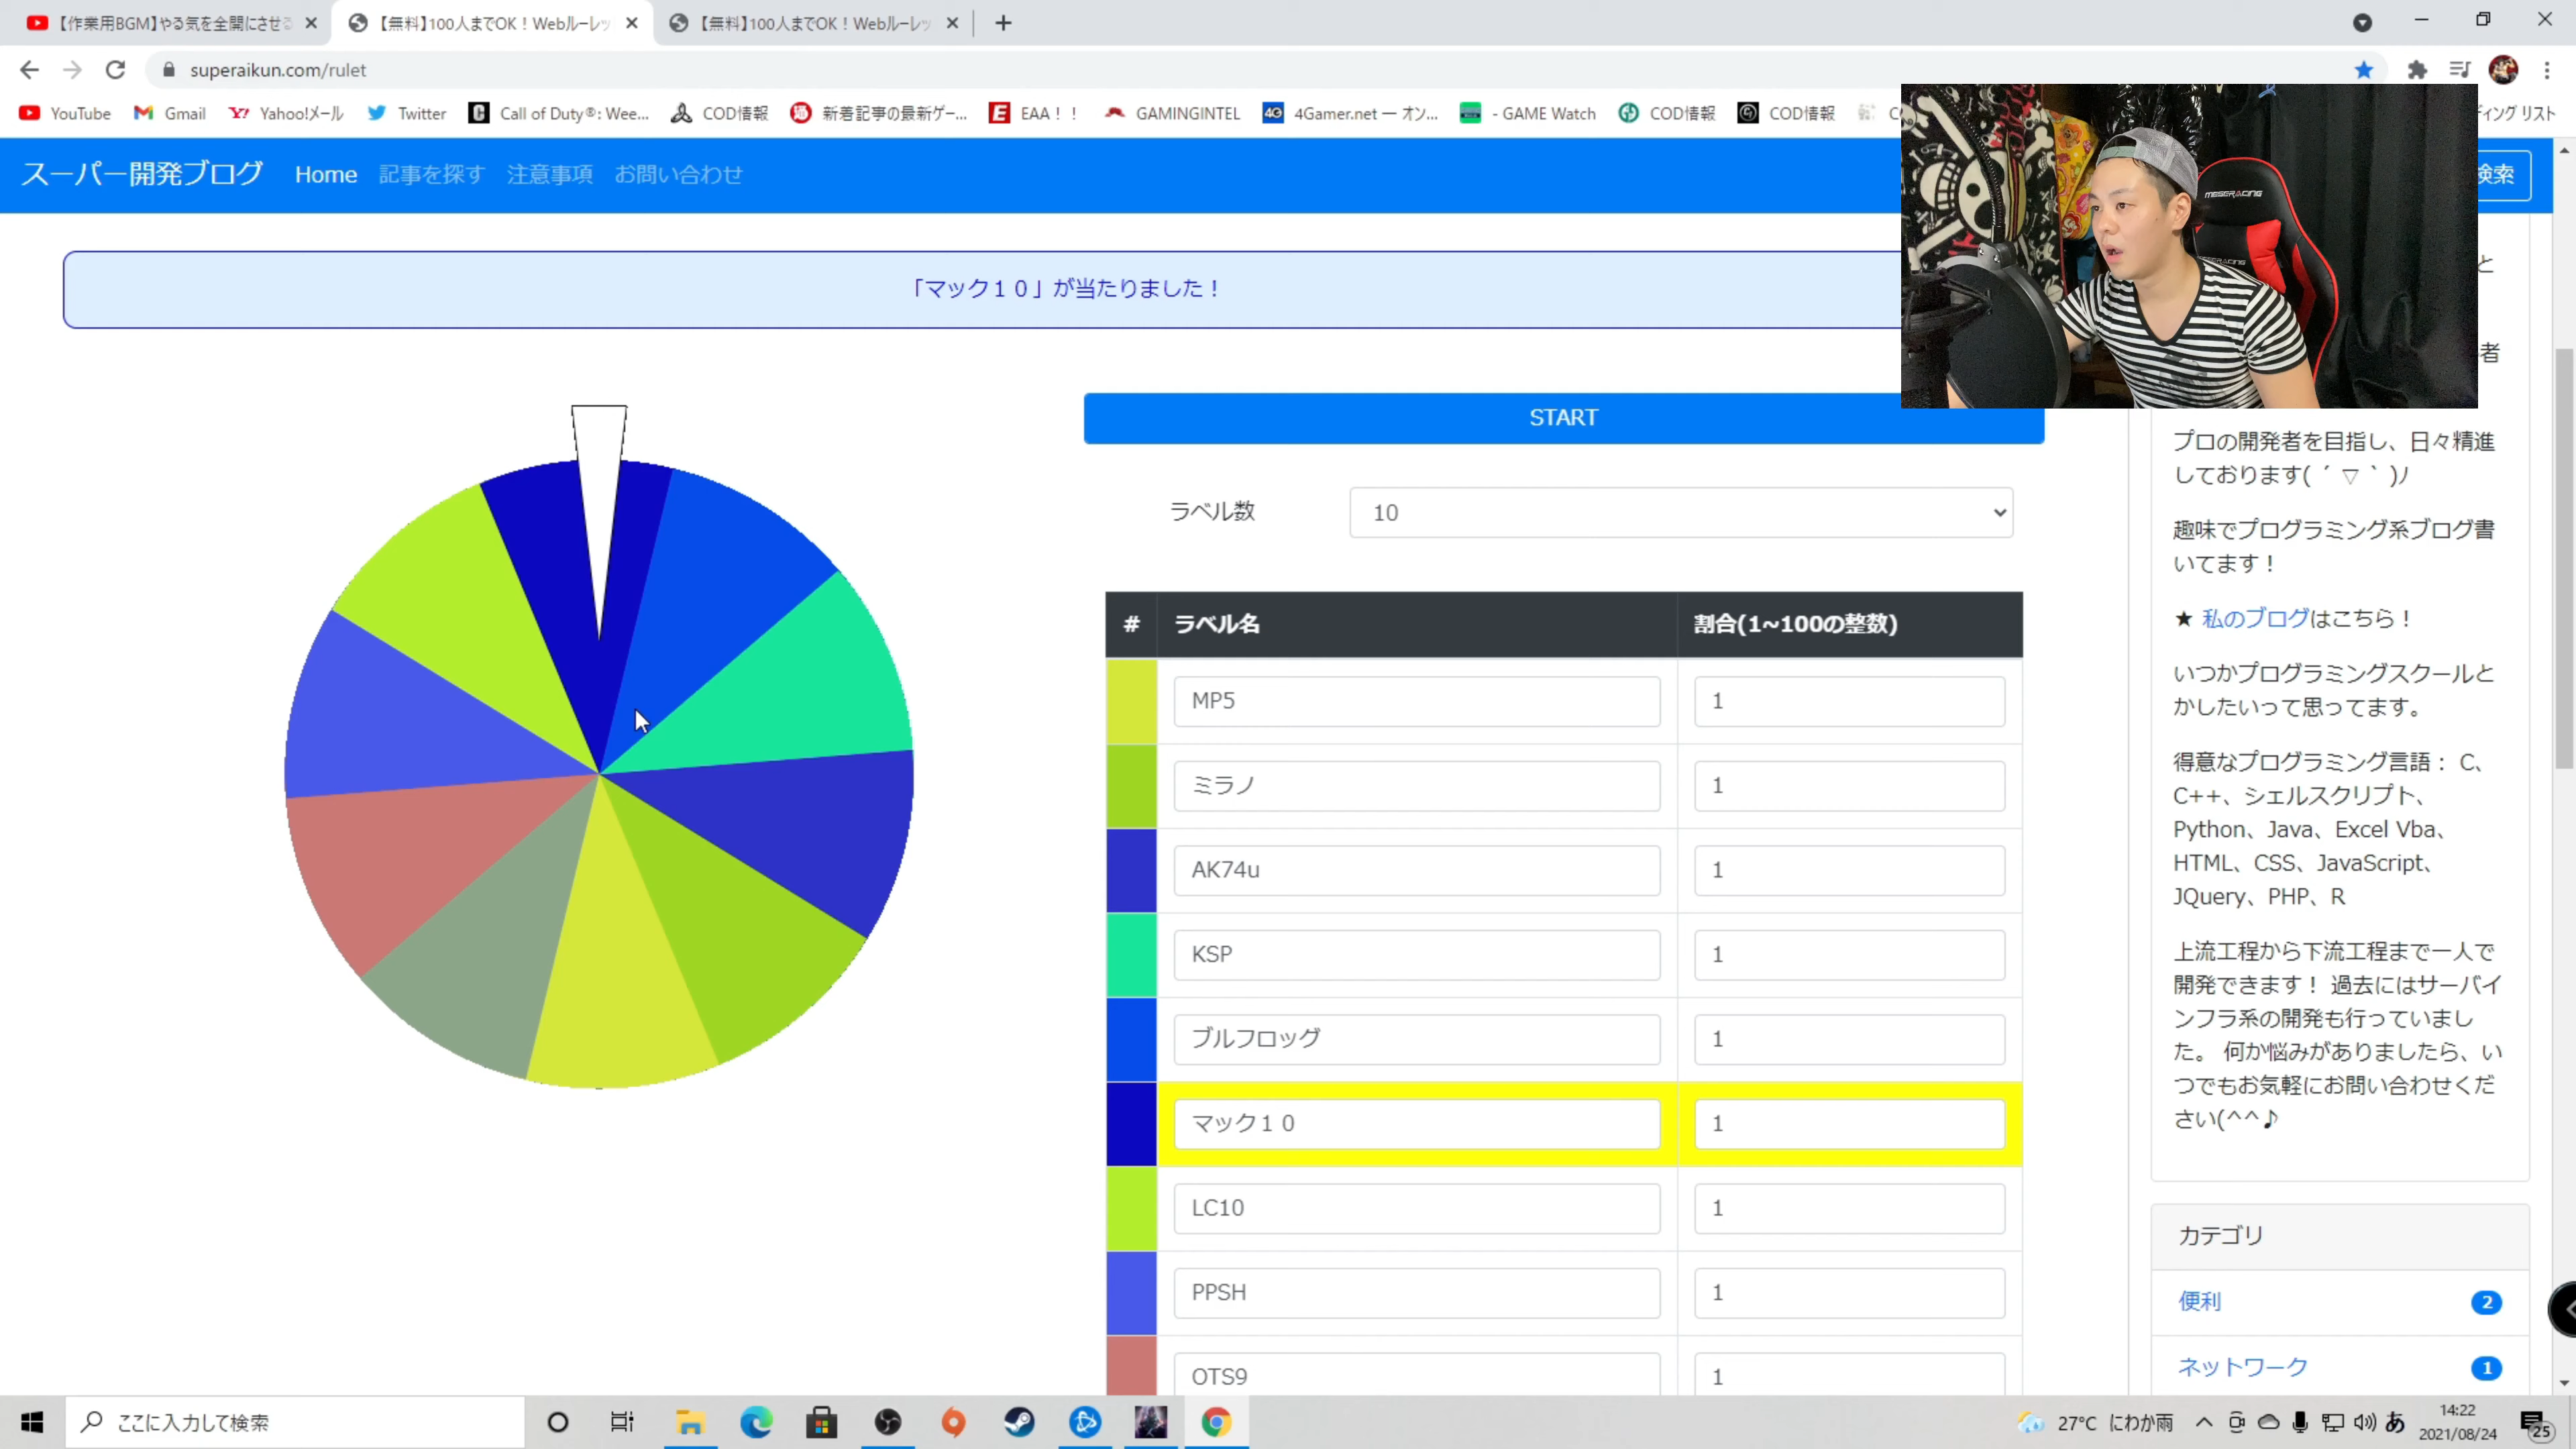 【作業用BGM】やる気を全開にさせる
【無料】100人までOK！Webルーレッ
【無料】100人までOK！Webルーレッ
superaikun.com/rulet
YouTube
Gmail
Yahoo!メール
Twitter
Call of Duty®: Wee...
COD情報
新着記事の最新ゲー...
EAA！！
GAMINGINTEL
4Gamer.net ー オン...
- GAME Watch
COD情報
COD情報
ィング リスト
スーパー開発ブログ
Home
記事を探す
注意事項
お問い合わせ
検索
「マック１０」が当たりました！
と
者
START
ラベル数
10
# ラベル名 割合(1~100の整数)
MP5 1
ミラノ 1
AK74u 1
KSP 1
ブルフロッグ 1
マック１０ 1
LC10 1
PPSH 1
OTS9 1
プロの開発者を目指し、日々精進
しております( ´ ▽ ` )ﾉ
趣味でプログラミング系ブログ書
いてます！
★ 私のブログはこちら！
いつかプログラミングスクールと
かしたいって思ってます。
得意なプログラミング言語： C、
C++、シェルスクリプト、
Python、Java、Excel Vba、
HTML、CSS、JavaScript、
JQuery、PHP、R
上流工程から下流工程まで一人で
開発できます！ 過去にはサーバイ
ンフラ系の開発も行っていまし
た。 何か悩みがありましたら、い
つでもお気軽にお問い合わせくだ
さい(^^♪
カテゴリ
便利 2
ネットワーク 1
MESGRACING
ここに入力して検索
27°C にわか雨
あ
14:22
2021/08/24
25